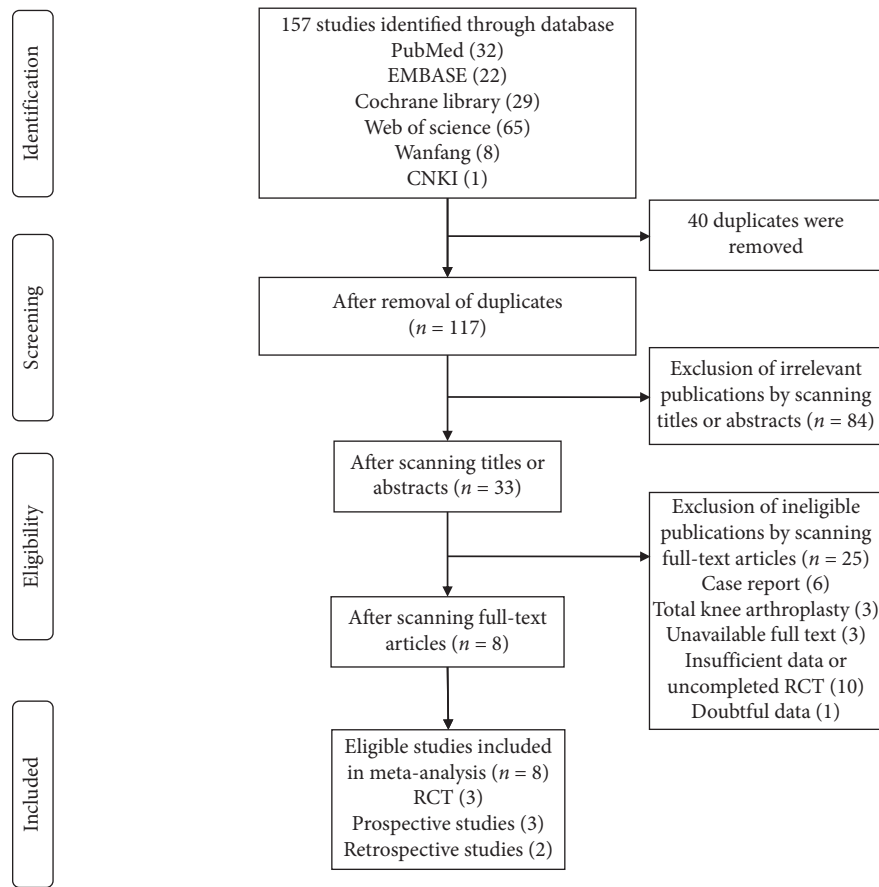 Identification
157 studies identified through database
PubMed (32)
EMBASE (22)
Cochrane library (29)
Web of science (65)
Wanfang (8)
CNKI (1)
40 duplicates were
removed
Screening
After removal of duplicates
(n = 117)
Exclusion of irrelevant
publications by scanning
titles or abstracts (n = 84)
Eligibility
After scanning titles or
abstracts (n = 33)
Exclusion of ineligible
publications by scanning
full-text articles (n = 25)
Case report (6)
Total knee arthroplasty (3)
Unavailable full text (3)
Insufficient data or
uncompleted RCT (10)
Doubtful data (1)
After scanning full-text
articles (n = 8)
Included
Eligible studies included
in meta-analysis (n = 8)
RCT (3)
Prospective studies (3)
Retrospective studies (2)